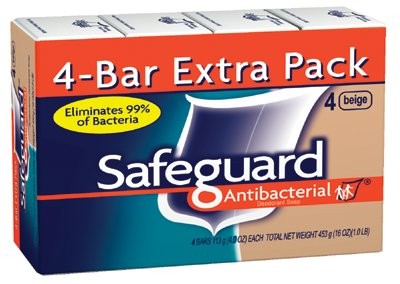 4-Bar Extra Pack
4 beige
Eliminates 99%
of Bacteria
Safeguard
Antibacterial
Deodorant Soap
4 BARS 113 g (4.0 OZ) EACH TOTAL NET WEIGHT 453 g (16 OZ) (1.0 LB)
Safeguard